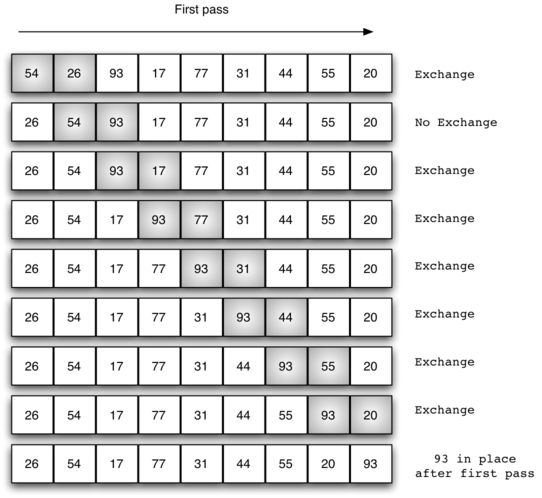 First pass
54 26 93 17 77 31 44 55 20 Exchange
26 54 93 17 77 31 44 55 20 No Exchange
26 54 93 17 77 31 44 55 20 Exchange
26 54 17 93 77 31 44 55 20 Exchange
26 54 17 77 93 31 44 55 20 Exchange
26 54 17 77 31 93 44 55 20 Exchange
26 54 17 77 31 44 93 55 20 Exchange
26 54 17 77 31 44 55 93 20 Exchange
26 54 17 77 31 44 55 20 93 93 in place
after first pass